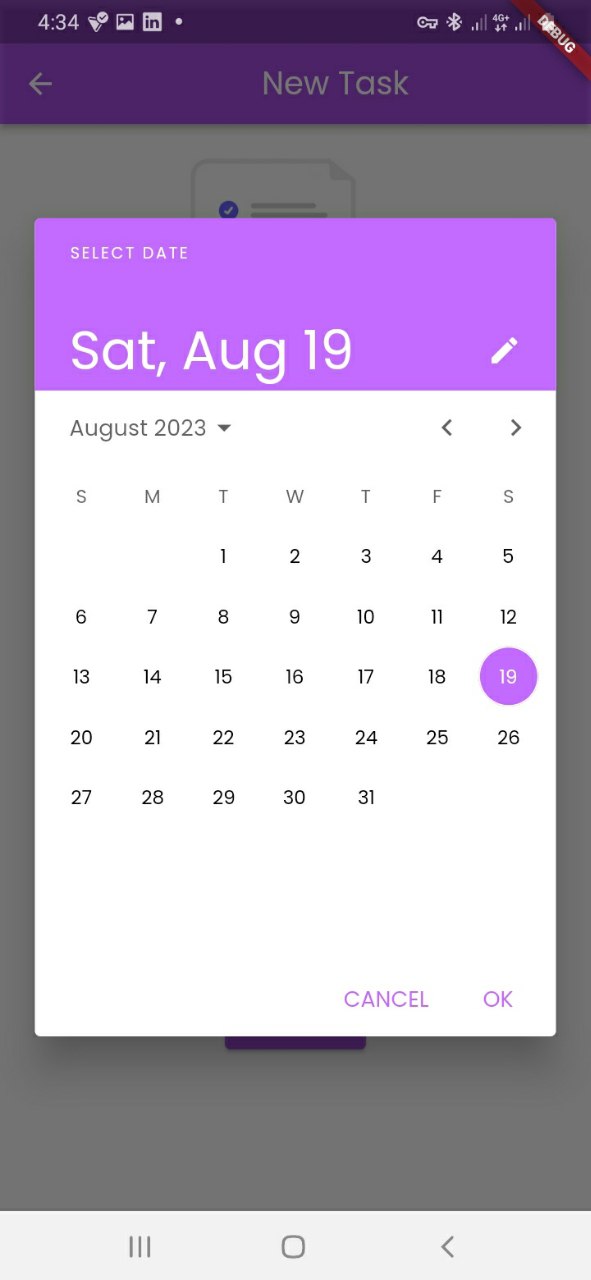 4:34
4G+
DEBUG
New Task
SELECT DATE
Sat, Aug 19
August 2023
S M T W T F S
1 2 3 4 5
6 7 8 9 10 11 12
13 14 15 16 17 18 19
20 21 22 23 24 25 26
27 28 29 30 31
CANCEL OK